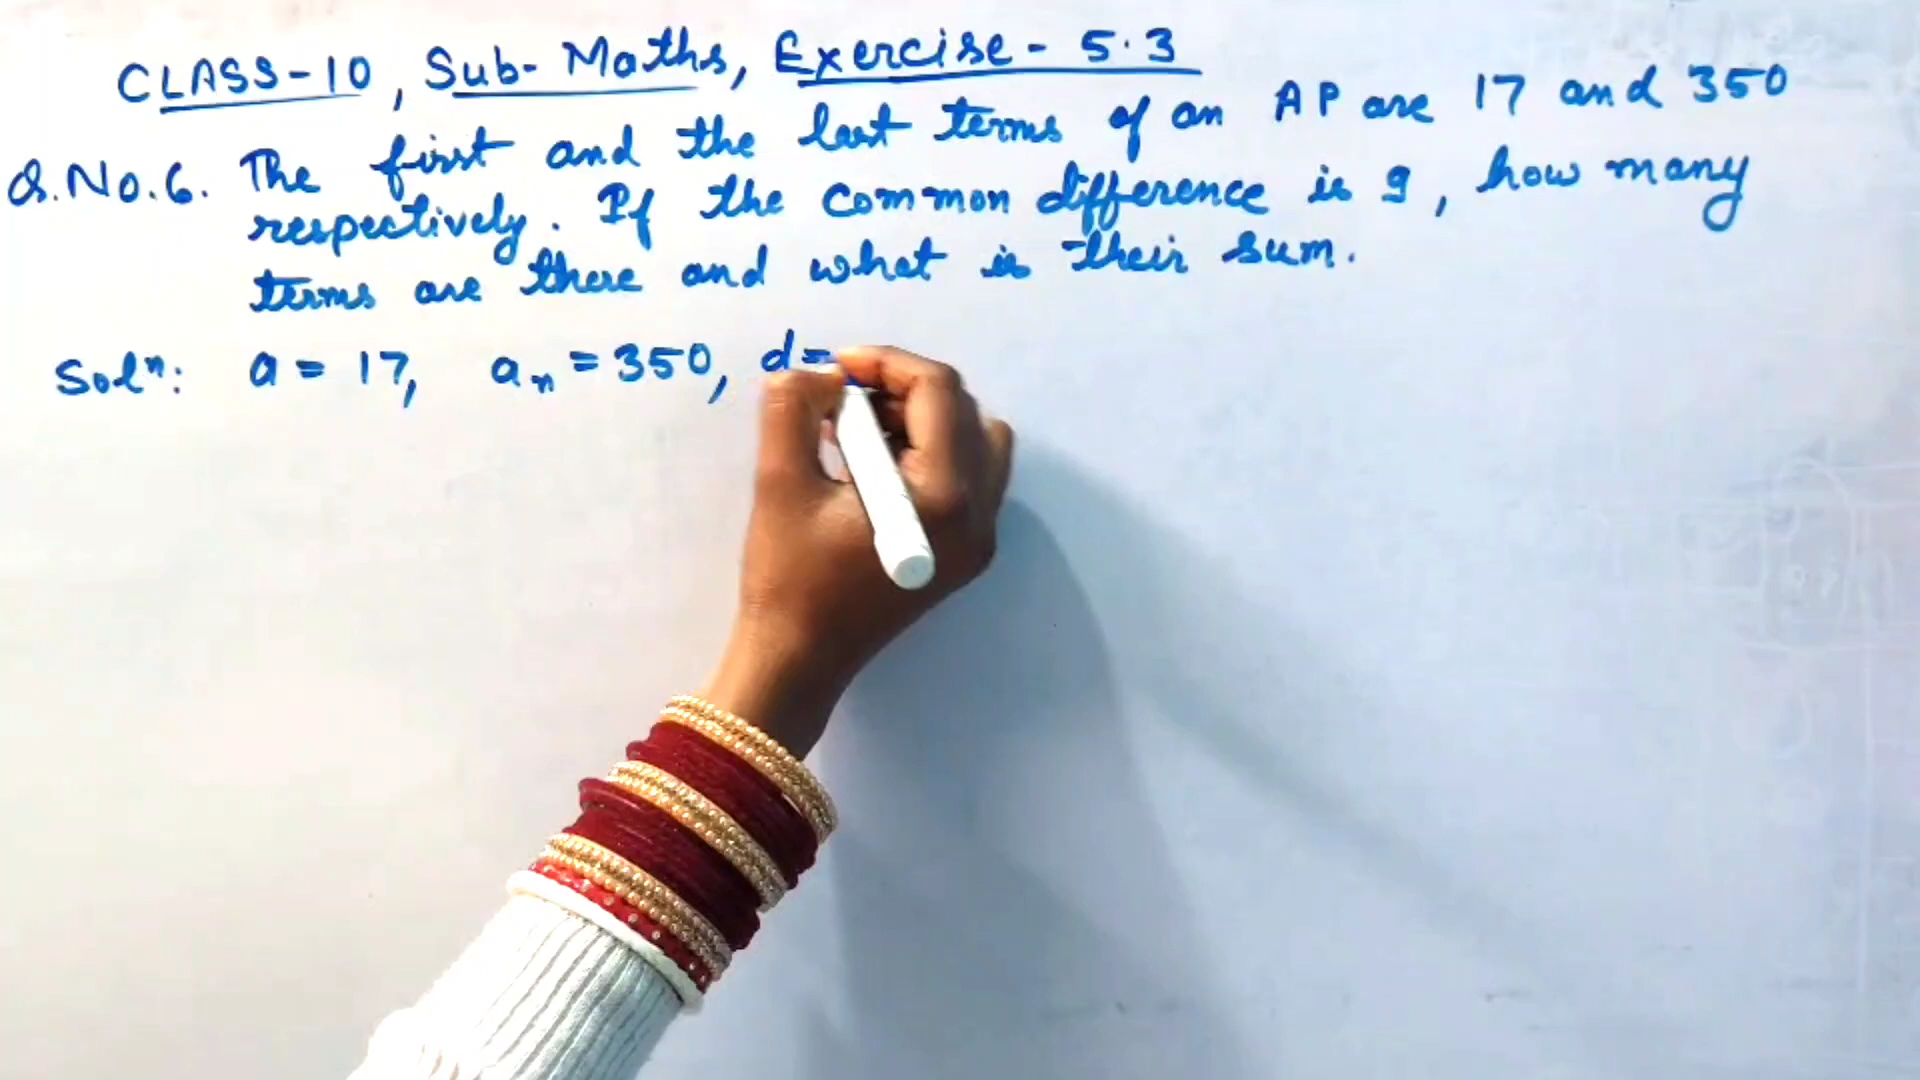 CLASS-10, Sub- Maths, Exercise- 5.3
Q.No.6. The first and the last terms of an AP are 17 and 350
respectively. If the common difference is 9, how many
terms are there and what is their sum.
Solⁿ: a = 17, aₙ = 350, d=